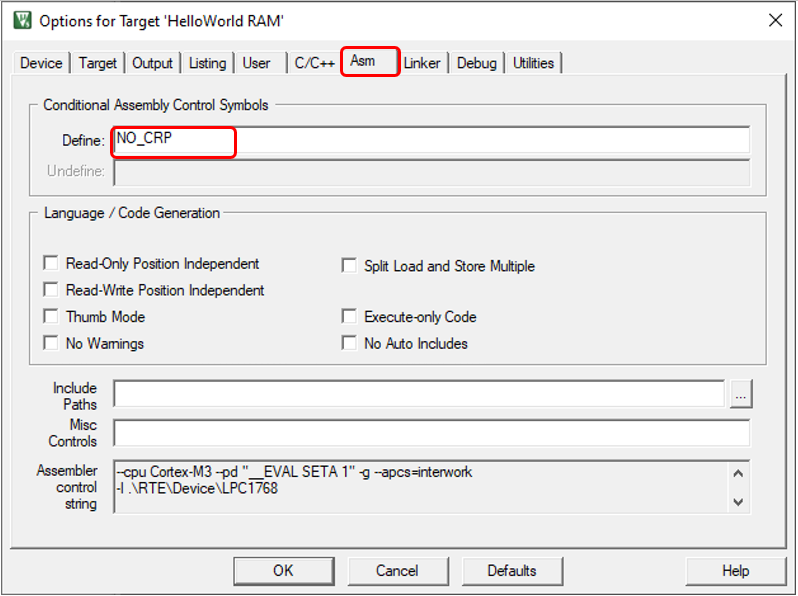 Options for Target 'HelloWorld RAM'
Device Target Output Listing User C/C++ Asm Linker Debug Utilities
Conditional Assembly Control Symbols
Define: NO_CRP
Undefine:
Language / Code Generation
Read-Only Position Independent Split Load and Store Multiple
Read-Write Position Independent
Thumb Mode Execute-only Code
No Warnings No Auto Includes
Include
Paths
...
Misc
Controls
Assembler
control
string
--cpu Cortex-M3 --pd "__EVAL SETA 1" -g --apcs=interwork
-I .\RTE\Device\LPC1768
OK Cancel Defaults Help